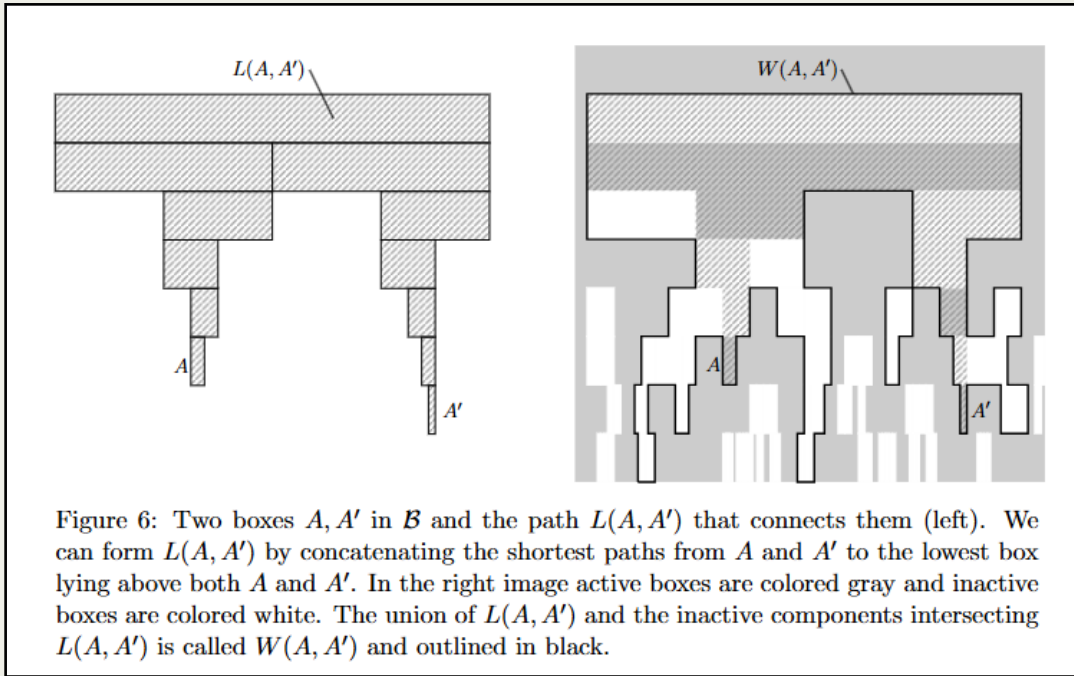 L(A, A′)
W(A, A′)
A
A′
A
A′
Figure 6: Two boxes A, A′ in 𝓑 and the path L(A, A′) that connects them (left). We
can form L(A, A′) by concatenating the shortest paths from A and A′ to the lowest box
lying above both A and A′. In the right image active boxes are colored gray and inactive
boxes are colored white. The union of L(A, A′) and the inactive components intersecting
L(A, A′) is called W(A, A′) and outlined in black.